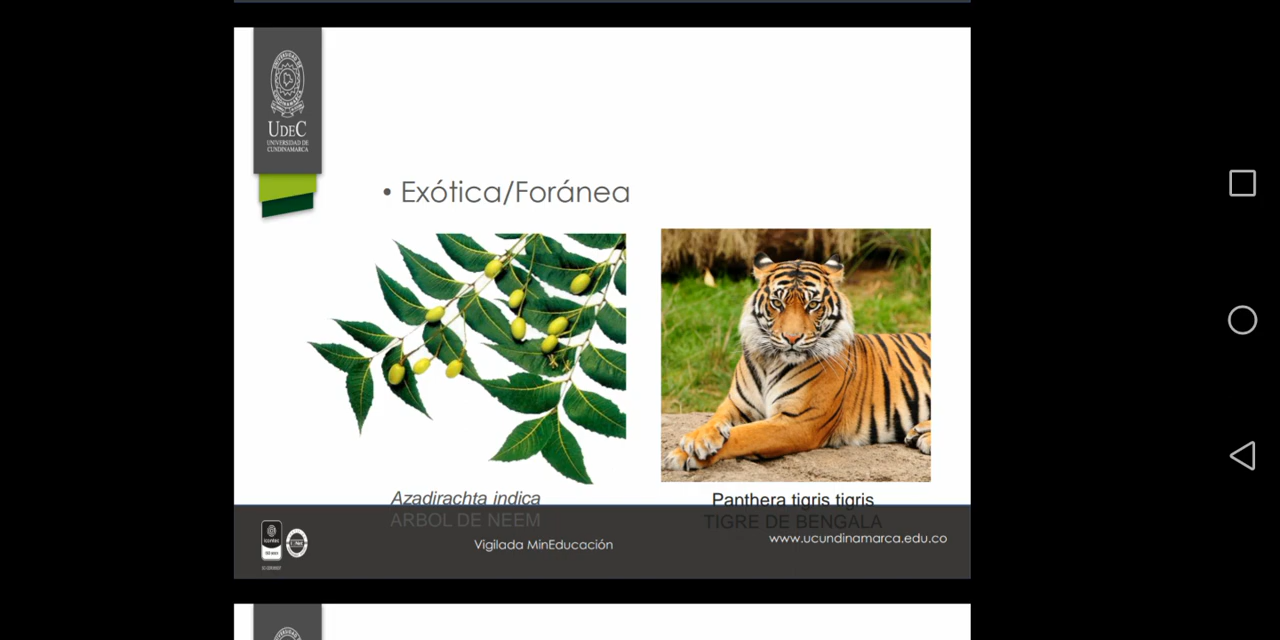 UDEC
UNIVERSIDAD DE
CUNDINAMARCA
• Exótica/Foránea
Azadirachta indica
ARBOL DE NEEM
Panthera tigris tigris
TIGRE DE BENGALA
Vigilada MinEducación
www.ucundinamarca.edu.co